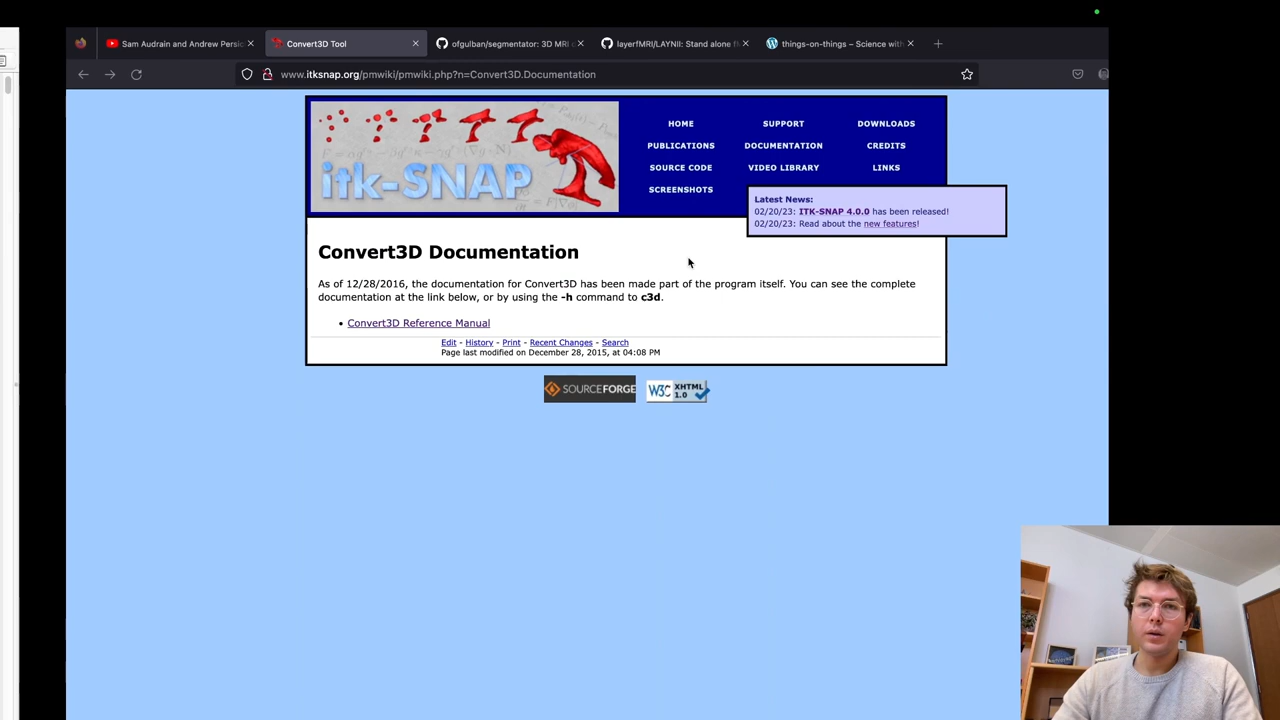 Sam Audrain and Andrew Persic
Convert3D Tool
ofgulban/segmentator: 3D MRI
layerfMRI/LAYNII: Stand alone
things-on-things – Science with
www.itksnap.org/pmwiki/pmwiki.php?n=Convert3D.Documentation
itk-SNAP
HOME SUPPORT DOWNLOADS
PUBLICATIONS DOCUMENTATION CREDITS
SOURCE CODE VIDEO LIBRARY LINKS
SCREENSHOTS
Latest News:
02/20/23: ITK-SNAP 4.0.0 has been released!
02/20/23: Read about the new features!
Convert3D Documentation
As of 12/28/2016, the documentation for Convert3D has been made part of the program itself. You can see the complete
documentation at the link below, or by using the -h command to c3d.
• Convert3D Reference Manual
Edit - History - Print - Recent Changes - Search
Page last modified on December 28, 2015, at 04:08 PM
SOURCEFORGE
W3C XHTML
1.0